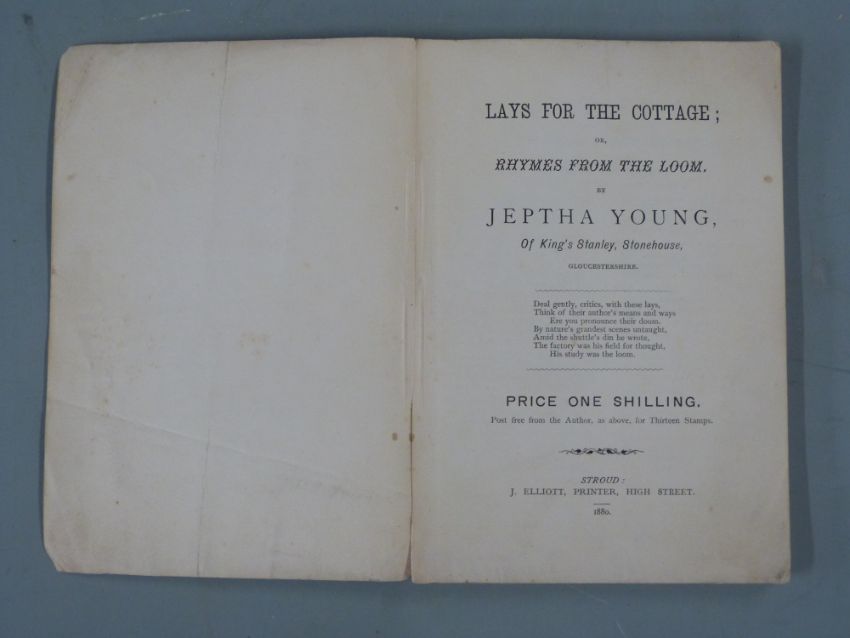 LAYS FOR THE COTTAGE;
OR,
RHYMES FROM THE LOOM.
BY
JEPTHA YOUNG,
Of King's Stanley, Stonehouse,
GLOUCESTERSHIRE.
Deal gently, critics, with these lays,
Think of their author's means and ways
Ere you pronounce their doom.
By nature's grandest scenes untaught,
Amid the shuttle's din he wrote,
The factory was his field for thought,
His study was the loom.
PRICE ONE SHILLING.
Post free from the Author, as above, for Thirteen Stamps.
STROUD:
J. ELLIOTT, PRINTER, HIGH STREET.
1880.